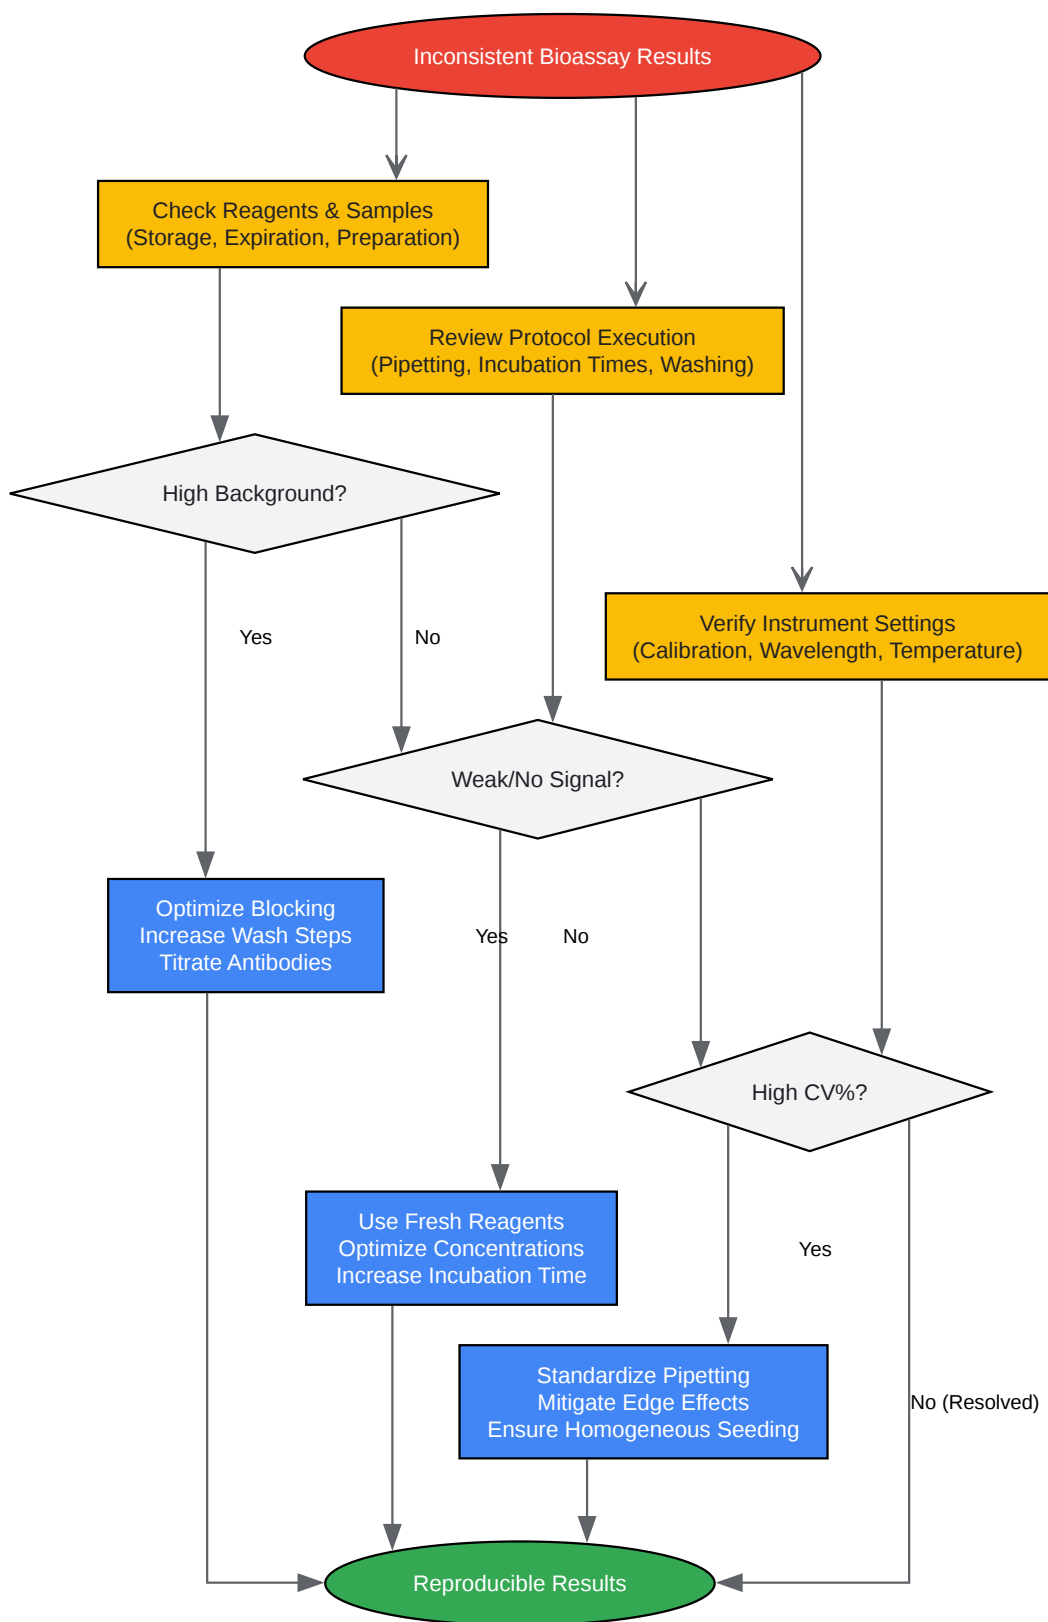 Inconsistent Bioassay Results
Check Reagents & Samples
(Storage, Expiration, Preparation)
Review Protocol Execution
(Pipetting, Incubation Times, Washing)
High Background?
Verify Instrument Settings
(Calibration, Wavelength, Temperature)
Yes
No
Weak/No Signal?
Optimize Blocking
Increase Wash Steps
Titrate Antibodies
Yes
No
High CV%?
Use Fresh Reagents
Optimize Concentrations
Increase Incubation Time
Yes
Standardize Pipetting
Mitigate Edge Effects
Ensure Homogeneous Seeding
No (Resolved)
Reproducible Results